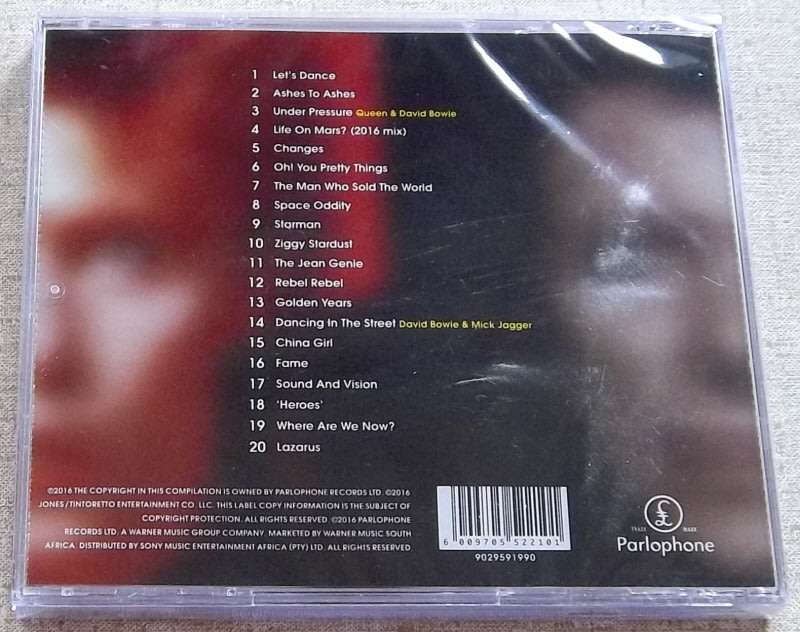 1 Let's Dance
2 Ashes To Ashes
3 Under Pressure Queen & David Bowie
4 Life On Mars? (2016 mix)
5 Changes
6 Oh! You Pretty Things
7 The Man Who Sold The World
8 Space Oddity
9 Starman
10 Ziggy Stardust
11 The Jean Genie
12 Rebel Rebel
13 Golden Years
14 Dancing In The Street David Bowie & Mick Jagger
15 China Girl
16 Fame
17 Sound And Vision
18 'Heroes'
19 Where Are We Now?
20 Lazarus
©2016 THE COPYRIGHT IN THIS COMPILATION IS OWNED BY PARLOPHONE RECORDS LTD. ©2016
JONES/TINTORETTO ENTERTAINMENT CO. LLC. THIS LABEL COPY INFORMATION IS THE SUBJECT OF
COPYRIGHT PROTECTION. ALL RIGHTS RESERVED. ©2016 PARLOPHONE
RECORDS LTD. A WARNER MUSIC GROUP COMPANY. MARKETED BY WARNER MUSIC SOUTH
AFRICA. DISTRIBUTED BY SONY MUSIC ENTERTAINMENT AFRICA (PTY) LTD. ALL RIGHTS RESERVED
6 009705 522101
9029591990
£
TRADE MARK
Parlophone